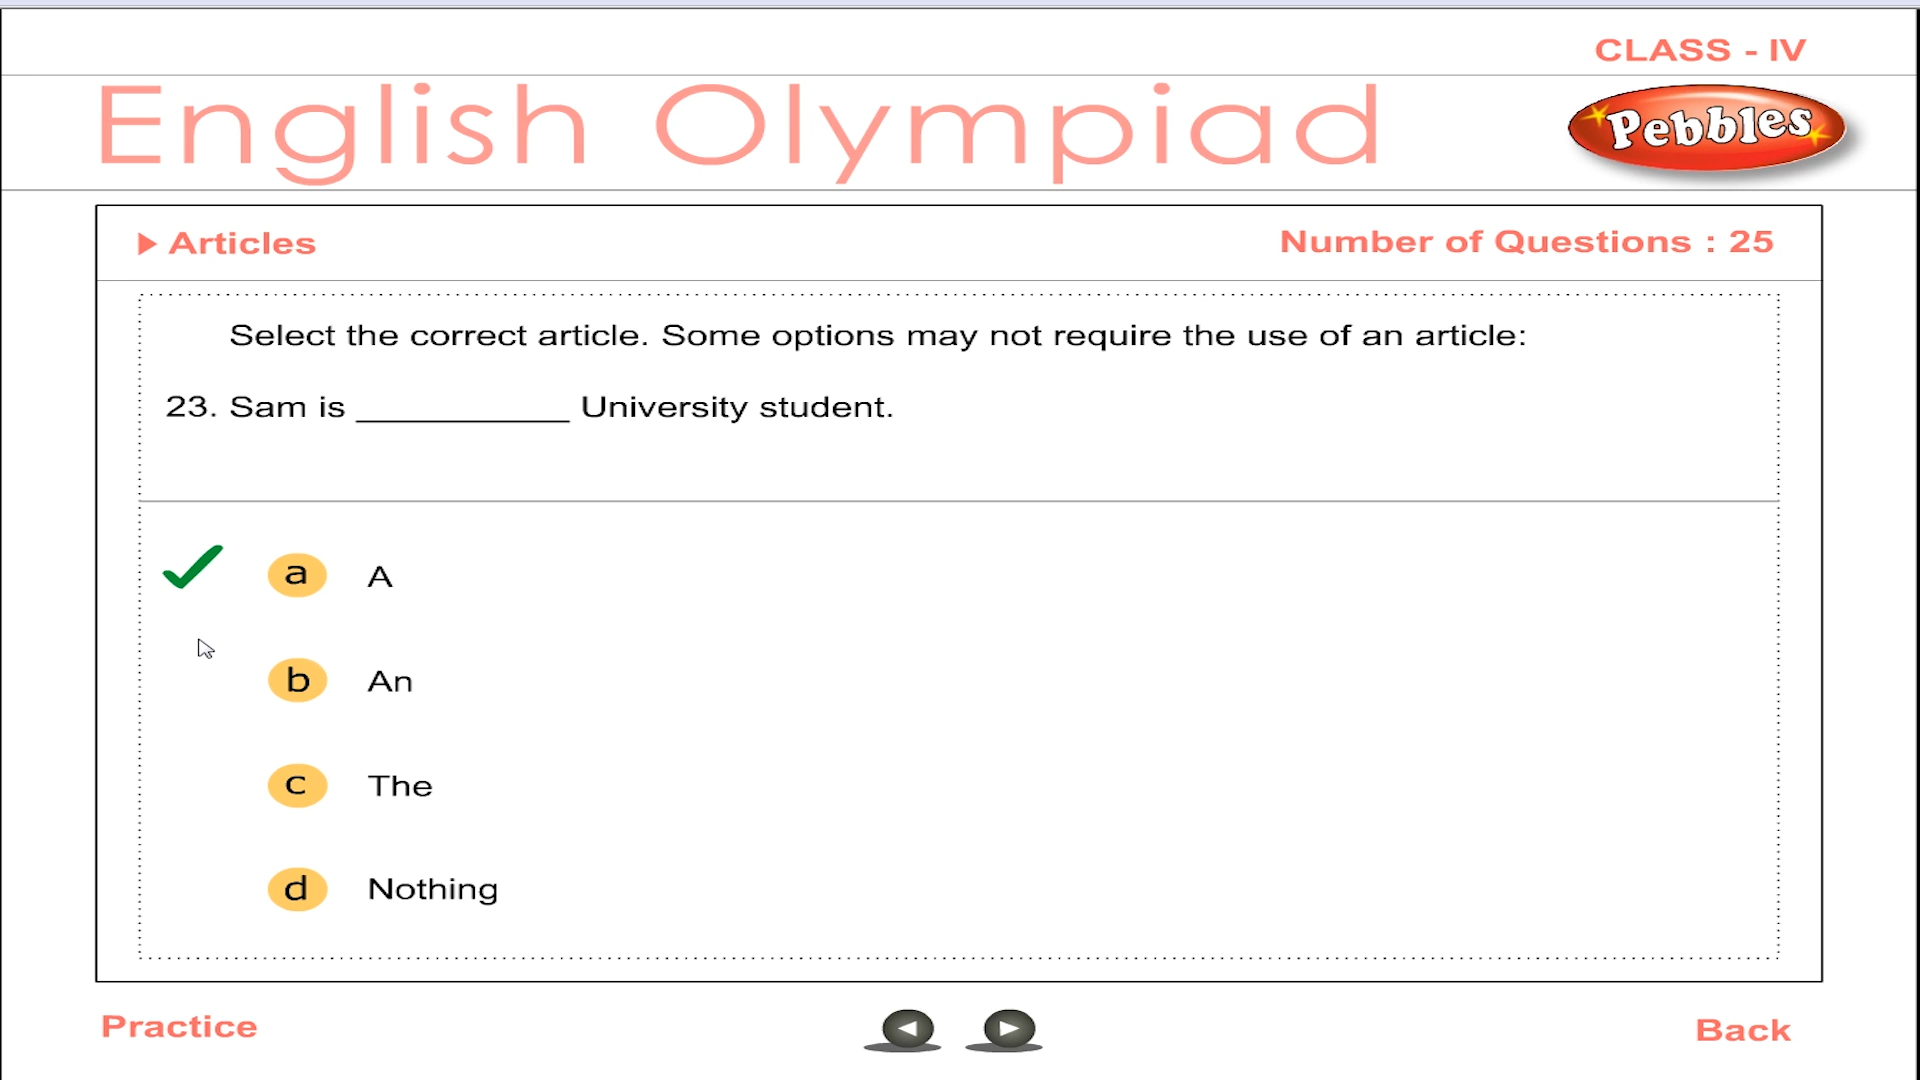 CLASS - IV
English Olympiad
Pebbles
Articles
Number of Questions : 25
Select the correct article. Some options may not require the use of an article:
23. Sam is ____________ University student.
a A
b An
c The
d Nothing
Practice
Back